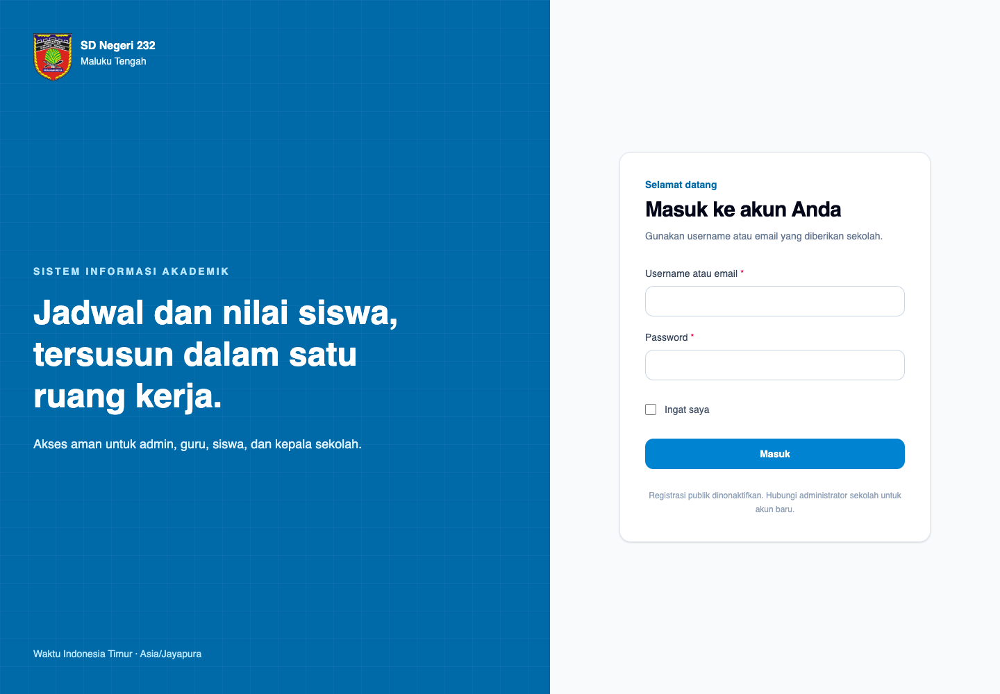 SD Negeri 232
Maluku Tengah
SISTEM INFORMASI AKADEMIK
Jadwal dan nilai siswa,
tersusun dalam satu
ruang kerja.
Akses aman untuk admin, guru, siswa, dan kepala sekolah.
Waktu Indonesia Timur · Asia/Jayapura
Selamat datang
Masuk ke akun Anda
Gunakan username atau email yang diberikan sekolah.
Username atau email *
Password *
Ingat saya
Masuk
Registrasi publik dinonaktifkan. Hubungi administrator sekolah untuk
akun baru.